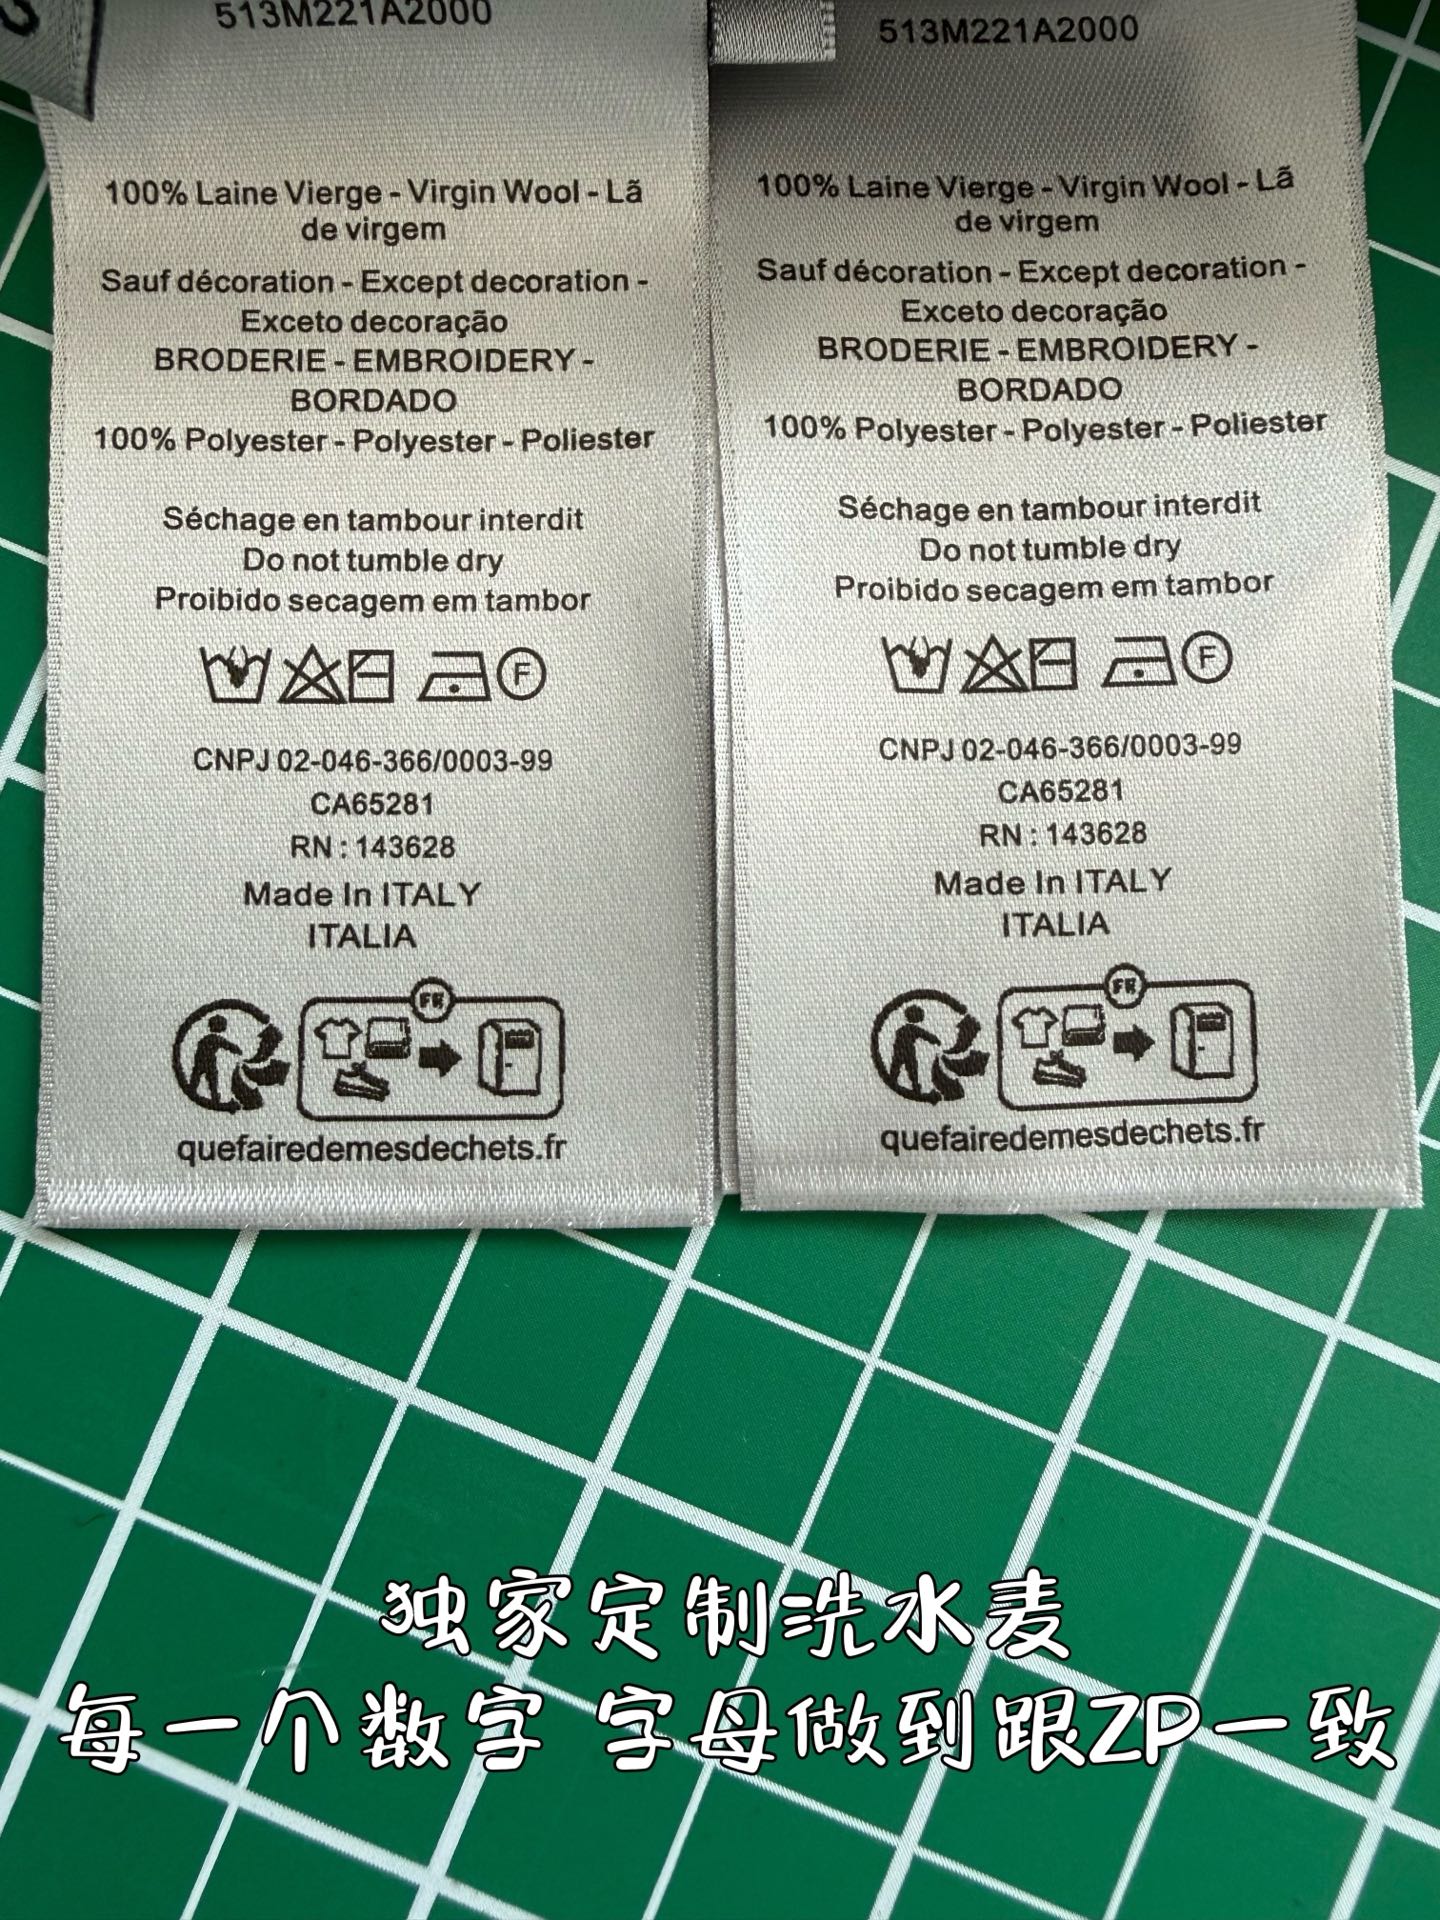 513M221A2000
100% Laine Vierge - Virgin Wool - Lã
de virgem
Sauf décoration - Except decoration -
Exceto decoração
BRODERIE - EMBROIDERY -
BORDADO
100% Polyester - Polyester - Poliester
Séchage en tambour interdit
Do not tumble dry
Proibido secagem em tambor
F
CNPJ 02-046-366/0003-99
CA65281
RN : 143628
Made In ITALY
ITALIA
FR
quefairedemesdechets.fr
513M221A2000
100% Laine Vierge - Virgin Wool - Lã
de virgem
Sauf décoration - Except decoration -
Exceto decoração
BRODERIE - EMBROIDERY -
BORDADO
100% Polyester - Polyester - Poliester
Séchage en tambour interdit
Do not tumble dry
Proibido secagem em tambor
F
CNPJ 02-046-366/0003-99
CA65281
RN : 143628
Made In ITALY
ITALIA
FR
quefairedemesdechets.fr
独家定制洗水麦
每一个数字 字母做到跟ZP一致